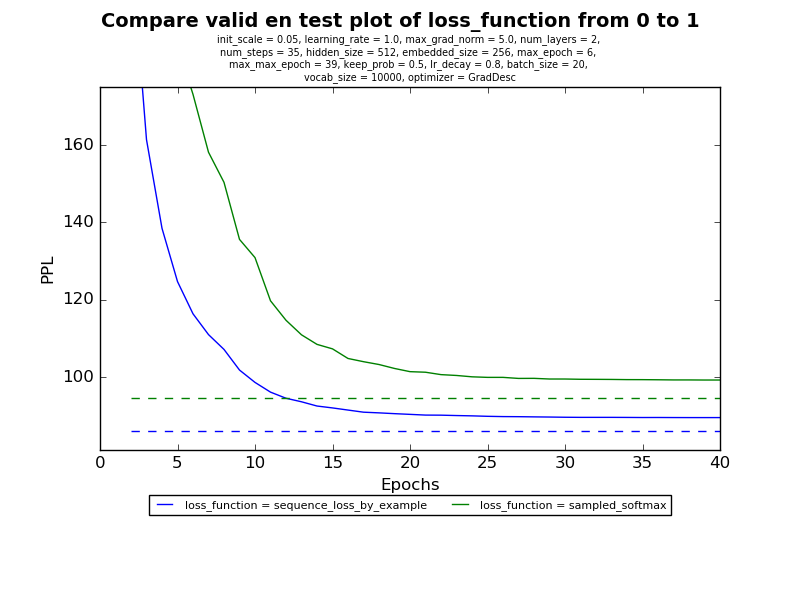 Compare valid en test plot of loss_function from 0 to 1
init_scale = 0.05, learning_rate = 1.0, max_grad_norm = 5.0, num_layers = 2,
num_steps = 35, hidden_size = 512, embedded_size = 256, max_epoch = 6,
max_max_epoch = 39, keep_prob = 0.5, lr_decay = 0.8, batch_size = 20,
vocab_size = 10000, optimizer = GradDesc
160
140
120
100
PPL
0 5 10 15 20 25 30 35 40
Epochs
loss_function = sequence_loss_by_example loss_function = sampled_softmax